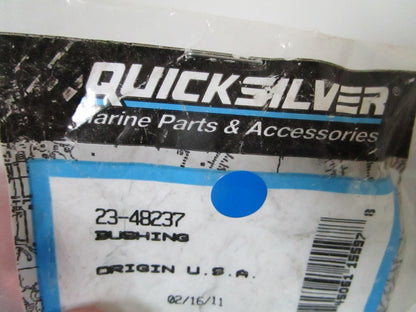 QUICKSILVER
Marine Parts & Accessories
23-48237
BUSHING
ORIGIN U.S.A.
02/16/11